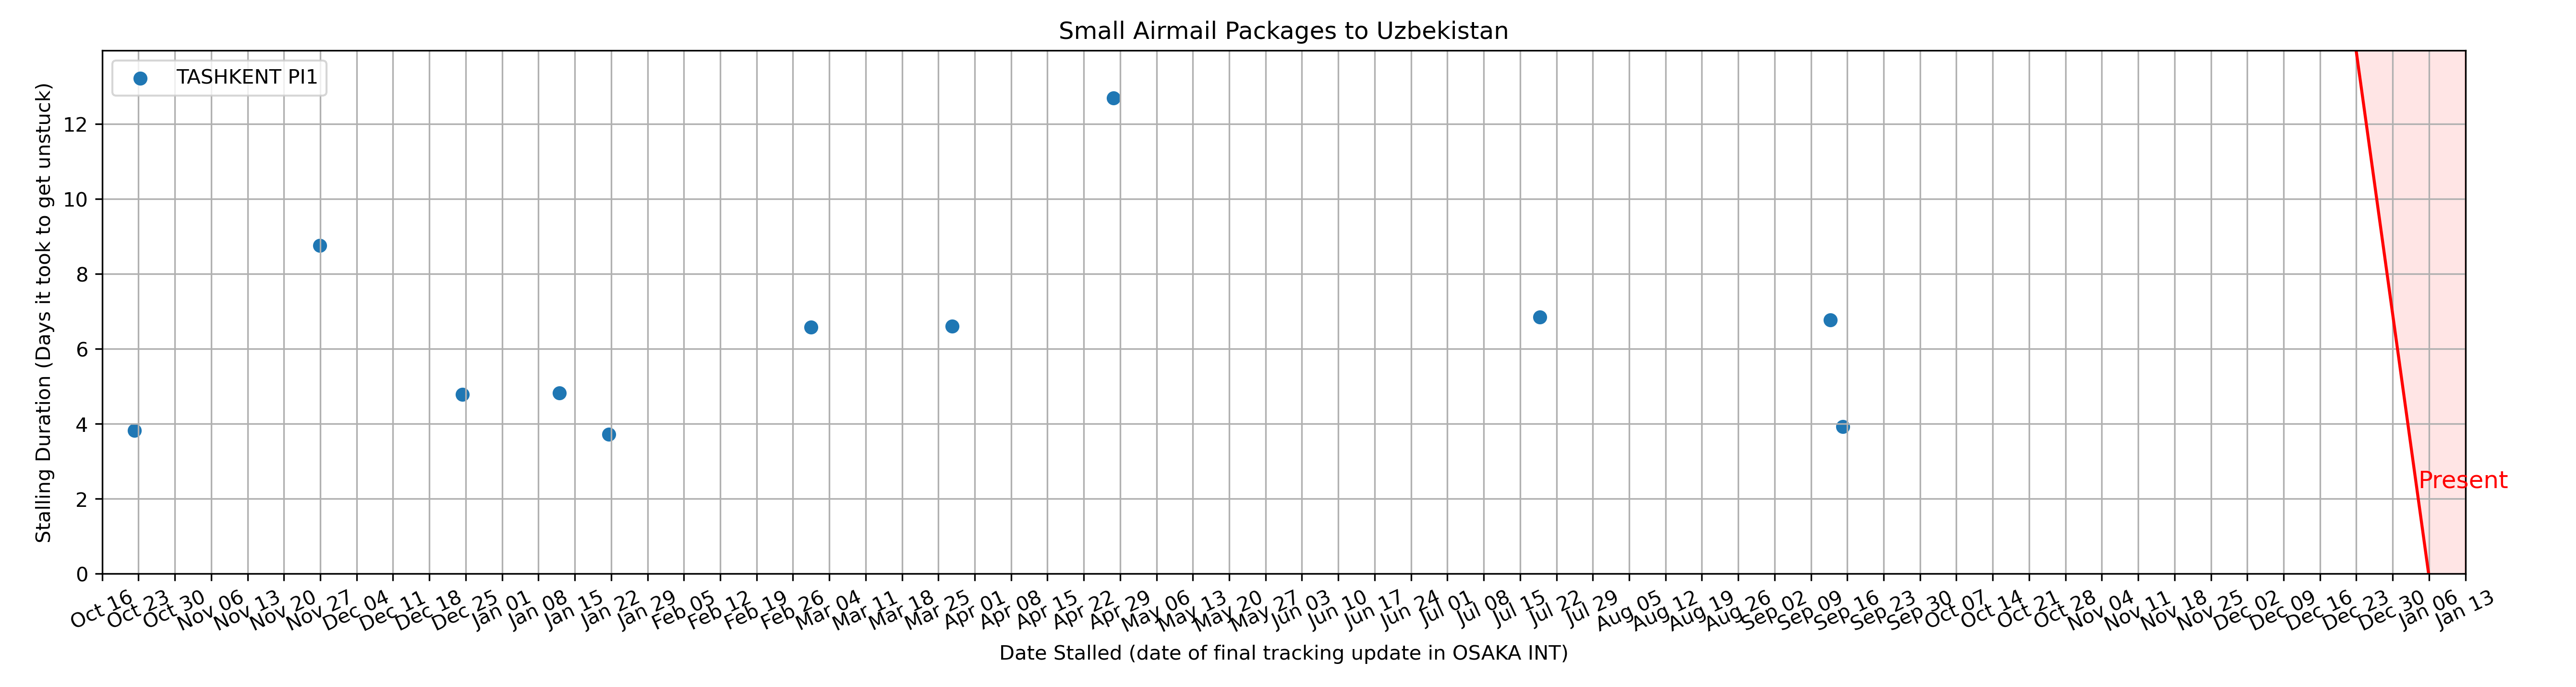 Small Airmail Packages to Uzbekistan
TASHKENT PI1
Stalling Duration (Days it took to get unstuck)
12
10
8
6
4
2
0
Present
Oct 16
Oct 23
Oct 30
Nov 06
Nov 13
Nov 20
Nov 27
Dec 04
Dec 11
Dec 18
Dec 25
Jan 01
Jan 08
Jan 15
Jan 22
Jan 29
Feb 05
Feb 12
Feb 19
Feb 26
Mar 04
Mar 11
Mar 18
Mar 25
Apr 01
Apr 08
Apr 15
Apr 22
Apr 29
May 06
May 13
May 20
May 27
Jun 03
Jun 10
Jun 17
Jun 24
Jul 01
Jul 08
Jul 15
Jul 22
Jul 29
Aug 05
Aug 12
Aug 19
Aug 26
Sep 02
Sep 09
Sep 16
Sep 23
Sep 30
Oct 07
Oct 14
Oct 21
Oct 28
Nov 04
Nov 11
Nov 18
Nov 25
Dec 02
Dec 09
Dec 16
Dec 23
Dec 30
Jan 06
Jan 13
Date Stalled (date of final tracking update in OSAKA INT)